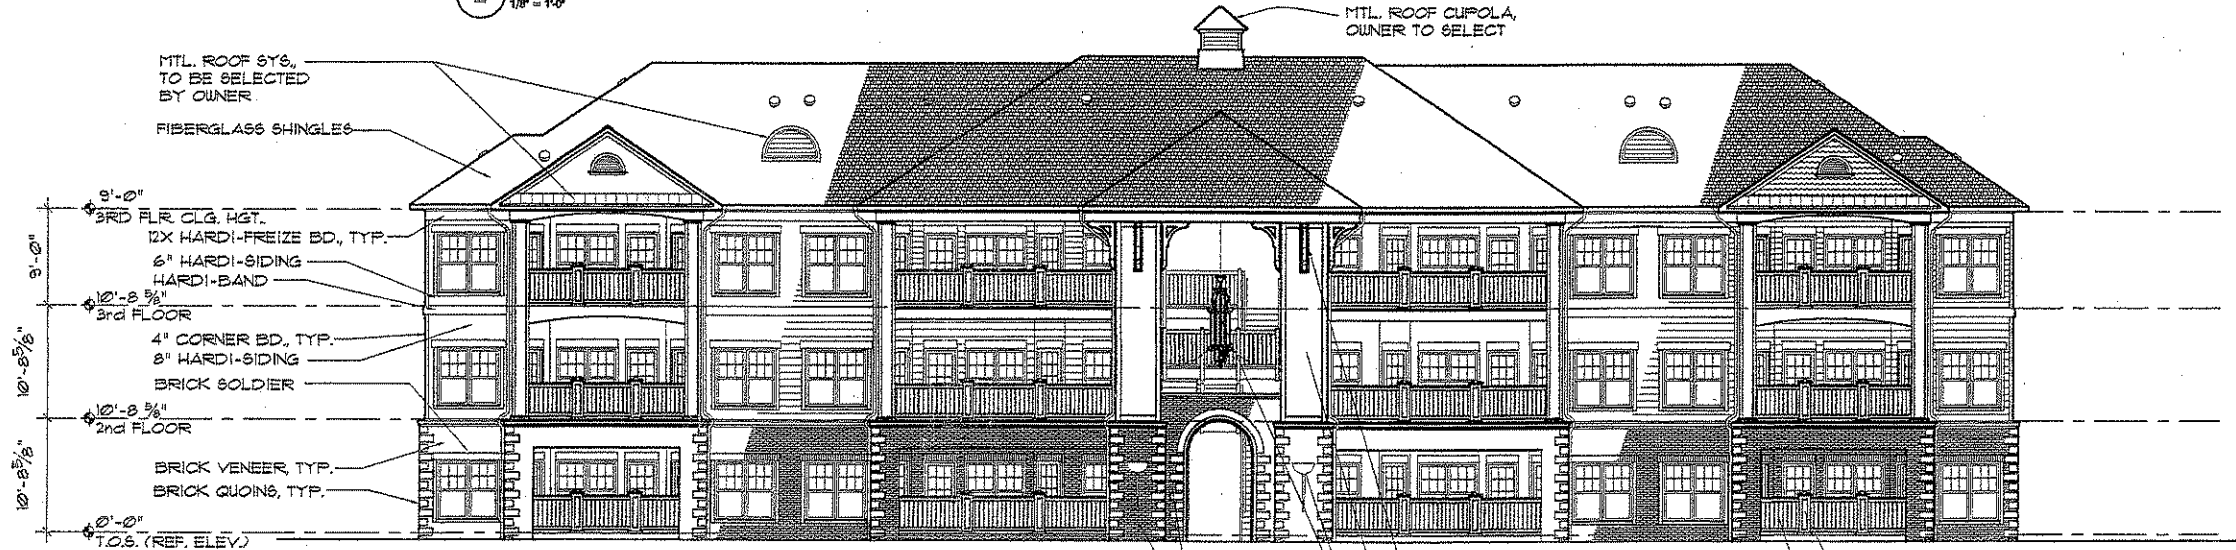 1/8" = 1'-0"
MTL. ROOF CUPOLA,
OWNER TO SELECT
MTL. ROOF SYS.,
TO BE SELECTED
BY OWNER
FIBERGLASS SHINGLES
9'-0"
3RD FLR. CLG. HGT.
12X HARDI-FREIZE BD., TYP.
6" HARDI-SIDING
HARDI-BAND
9'-0"
10'-8 5/8"
3rd FLOOR
4" CORNER BD., TYP.
8" HARDI-SIDING
BRICK SOLDIER
10'-8 5/8"
10'-8 5/8"
2nd FLOOR
BRICK VENEER, TYP.
BRICK QUOINS, TYP.
10'-8 5/8"
0'-0"
T.O.S. (REF. ELEV.)